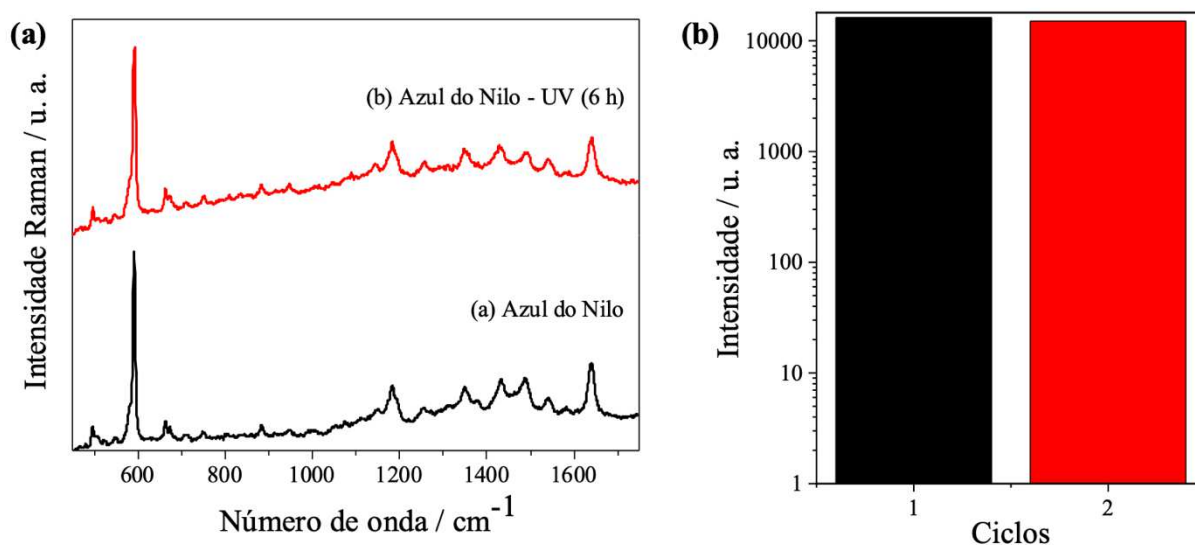 (a)
Intensidade Raman / u. a.
(b) Azul do Nilo - UV (6 h)
(a) Azul do Nilo
600 800 1000 1200 1400 1600
Número de onda / cm-1
(b)
Intensidade / u. a.
10000
1000
100
10
1
1 2
Ciclos